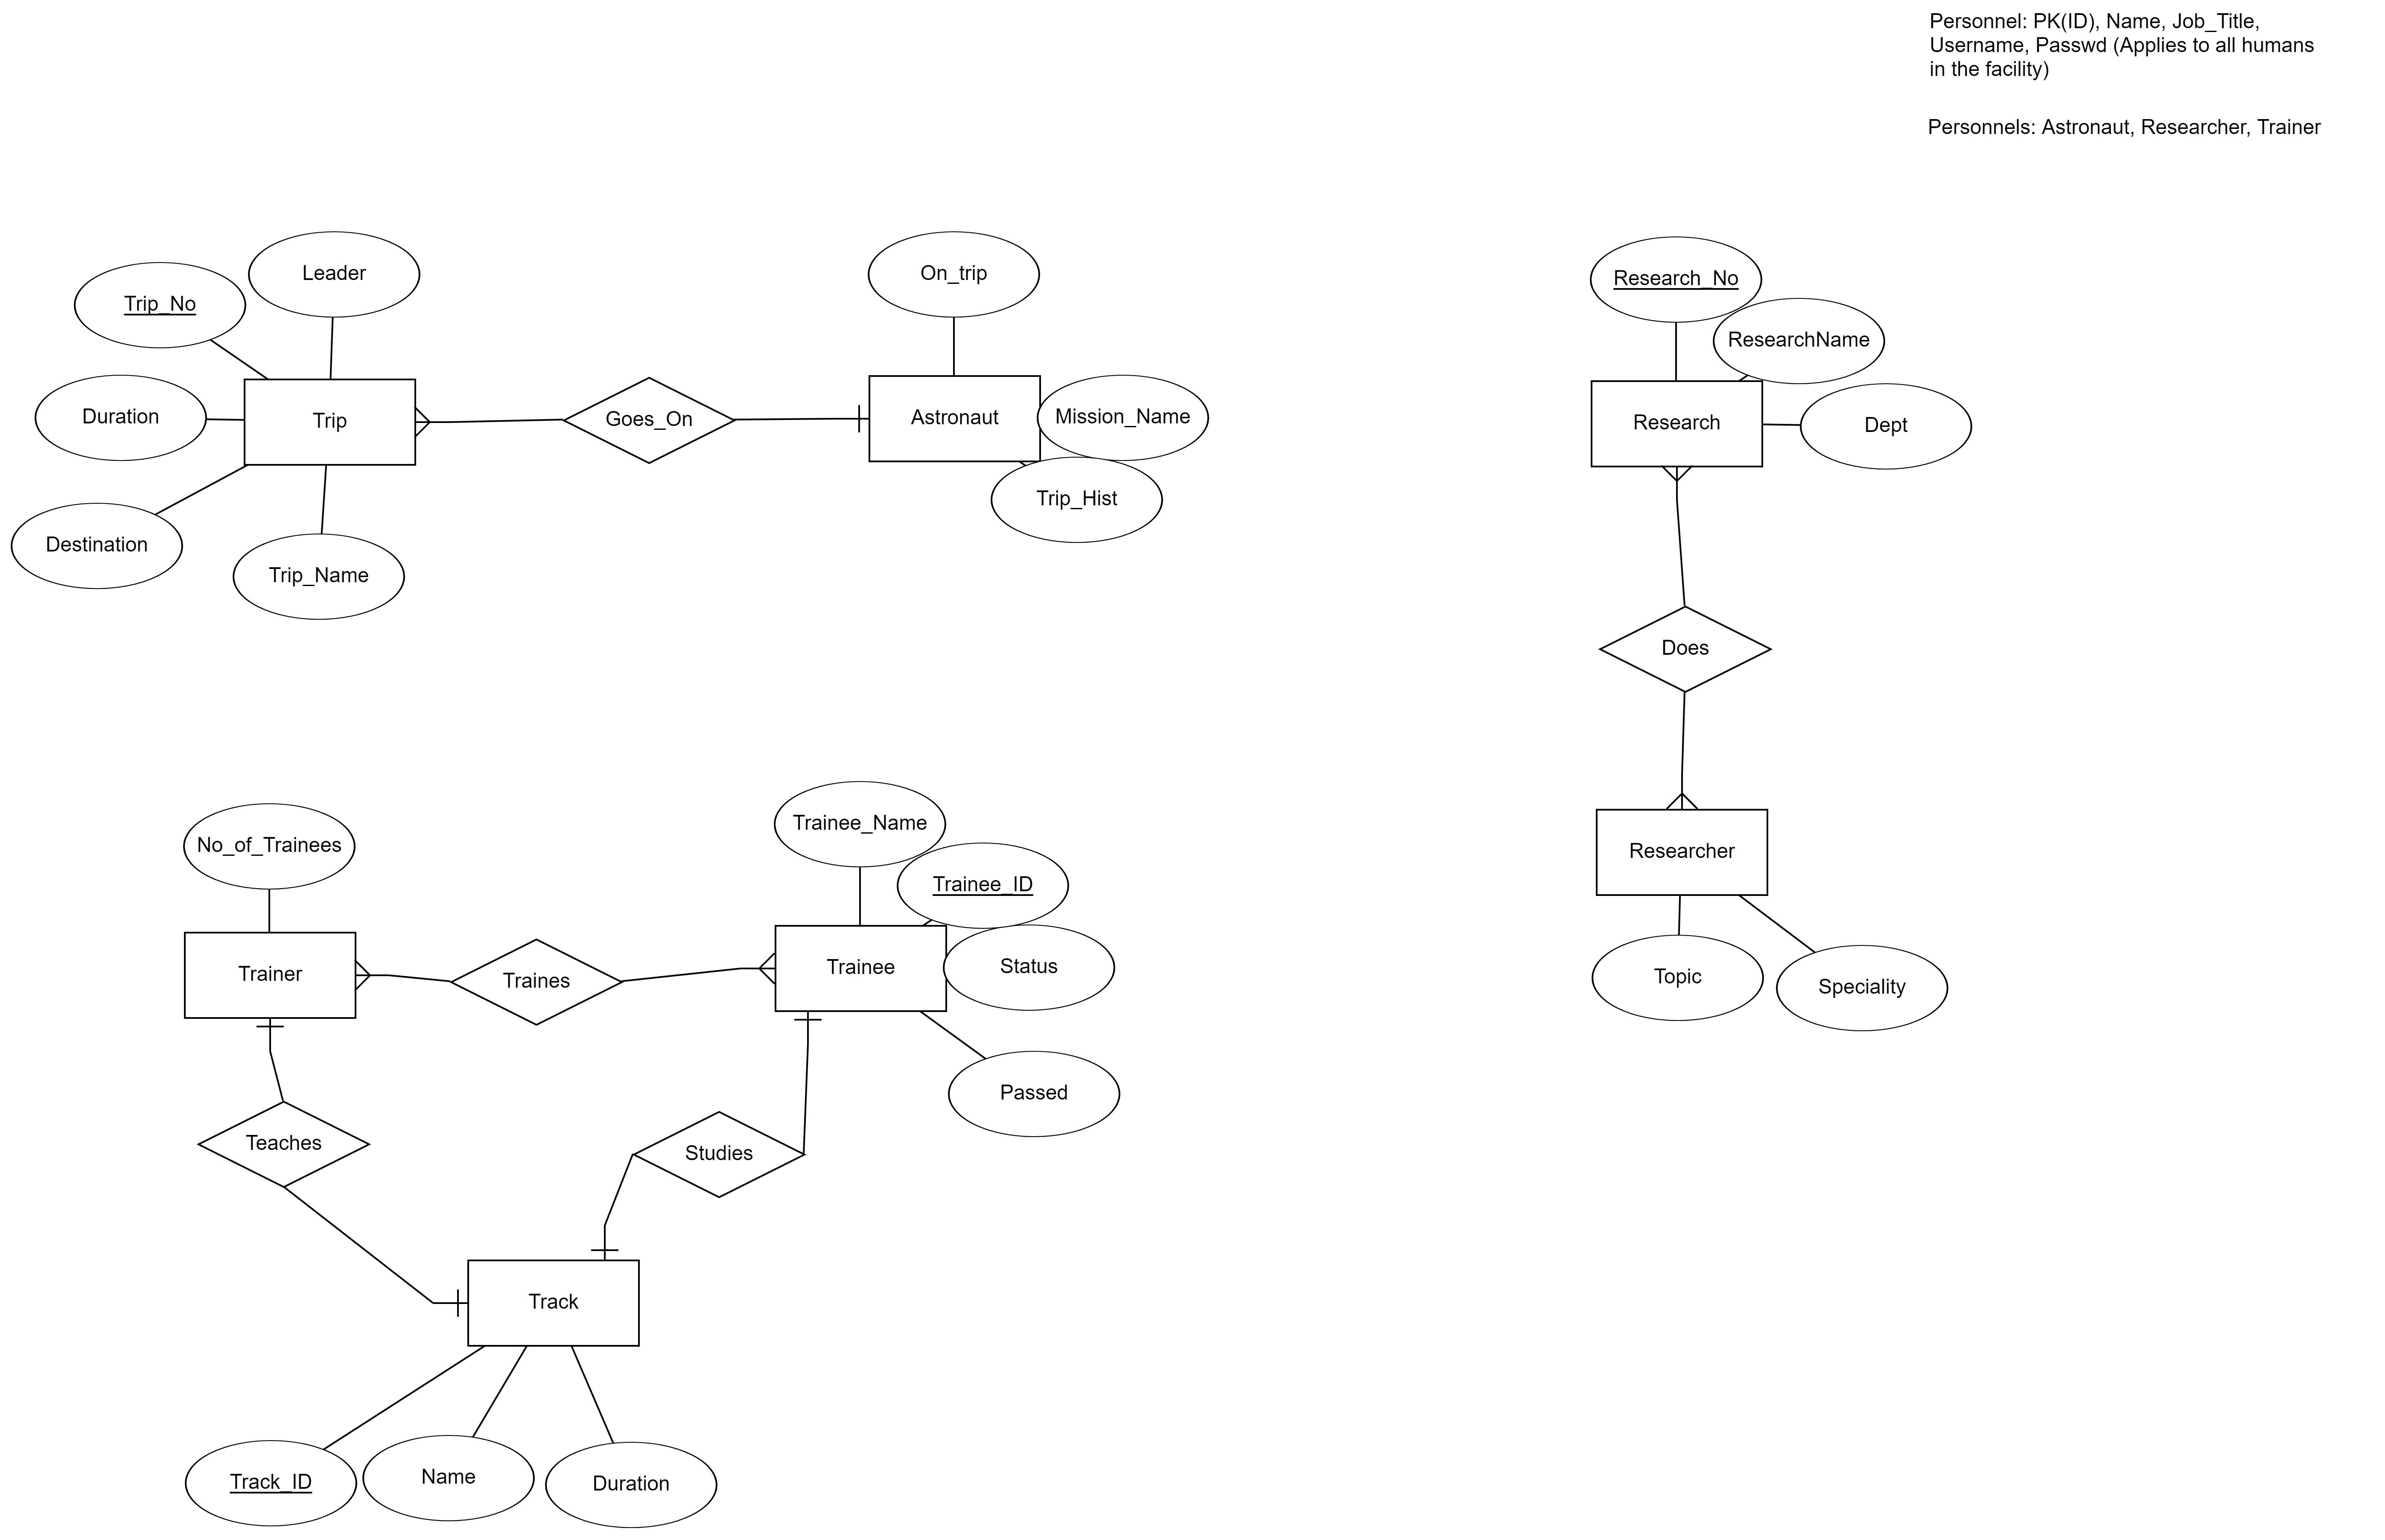 Personnel: PK(ID), Name, Job_Title,
Username, Passwd (Applies to all humans
in the facility)
Personnels: Astronaut, Researcher, Trainer
Leader
On_trip
Research_No
Trip_No
ResearchName
Duration
Trip
Goes_On
Astronaut
Mission_Name
Research
Dept
Trip_Hist
Destination
Trip_Name
Does
No_of_Trainees
Trainee_Name
Researcher
Trainee_ID
Trainer
Traines
Trainee
Status
Topic
Speciality
Passed
Teaches
Studies
Track
Track_ID
Name
Duration